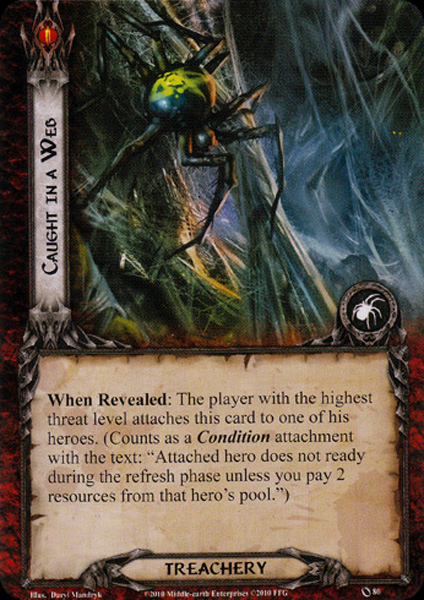 CAUGHT IN A WEB
When Revealed: The player with the highest
threat level attaches this card to one of his
heroes. (Counts as a Condition attachment
with the text: “Attached hero does not ready
during the refresh phase unless you pay 2
resources from that hero's pool.”)
TREACHERY
Illus. Daryl Mandryk
©2010 Middle-earth Enterprises ©2010 FFG
80